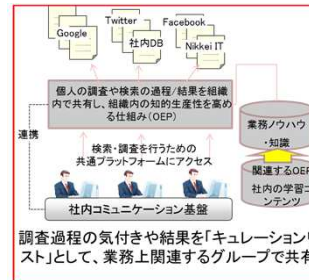 Twitter
Facebook
Google
社内DB
Nikkei IT
個人の調査や検索の過程/結果を組織
内で共有し、組織内の知的生産性を高め
る仕組み(OEP)
業務ノウハウ
・知識
連携
検索・調査を行うための
共通プラットフォームにアクセス
関連するOEP
社内の学習コ
ンテンツ
社内コミュニケーション基盤
調査過程の気付きや結果を「キュレーションリ
スト」として、業務上関連するグループで共有